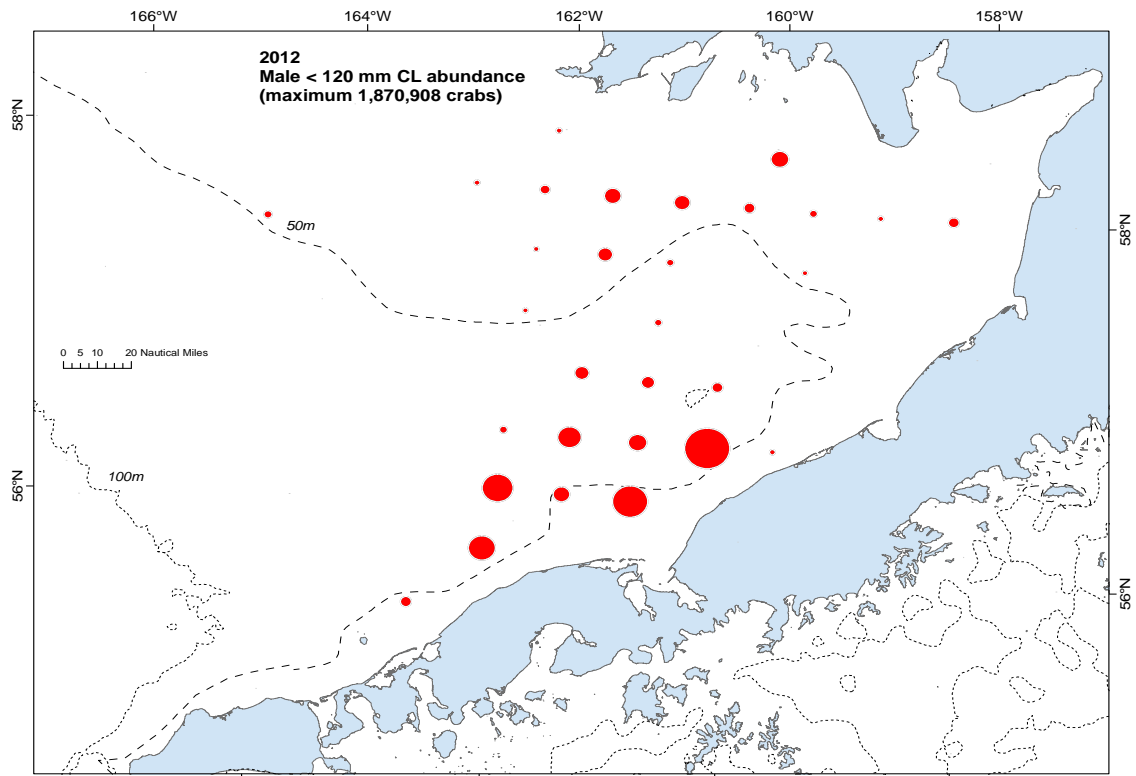 166°W 164°W 162°W 160°W 158°W
2012
Male < 120 mm CL abundance
(maximum 1,870,908 crabs)
58°N
58°N
50m
0 5 10 20 Nautical Miles
100m
56°N
56°N